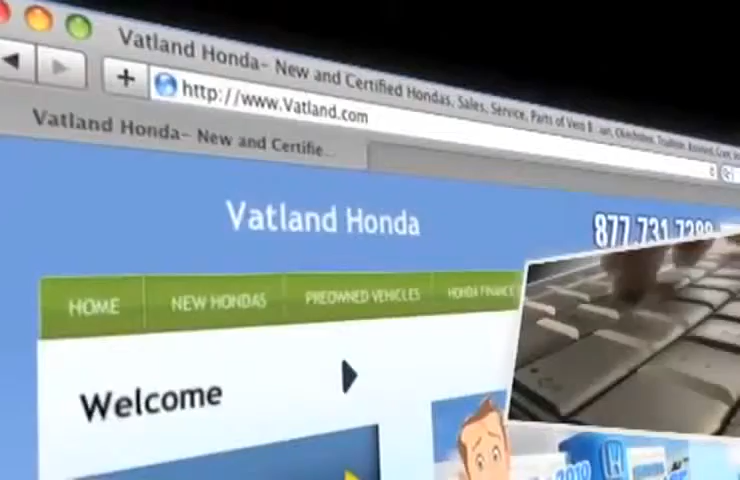 Vatland Honda- New and Certified Hondas, Sales, Service, Parts of Vero B
http://www.Vatland.com
Vatland Honda- New and Certifie...
Vatland Honda
877.731.7
HOME NEW HONDAS PREOWNED VEHICLES HONDA FINANCE
Welcome
2010